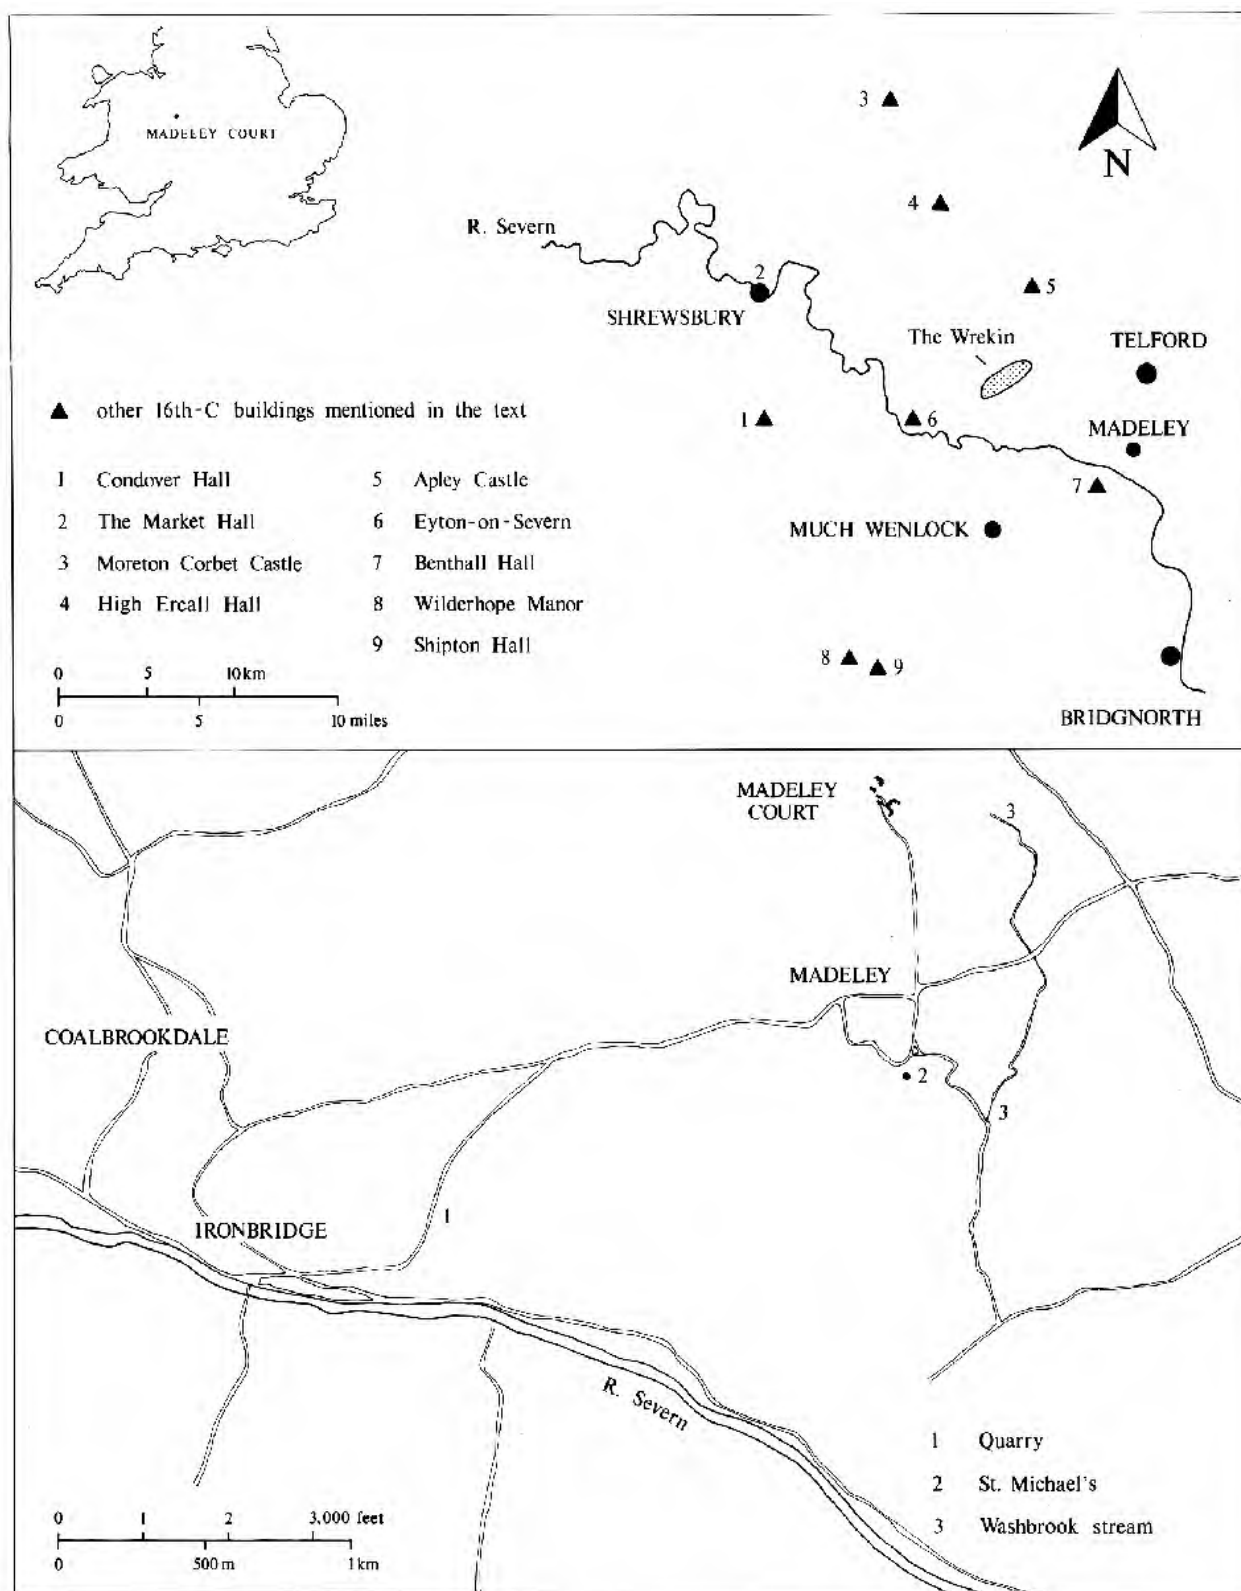 MADELEY COURT
N
3
4
5
R. Severn
2
SHREWSBURY
The Wrekin
TELFORD
1
6
MADELEY
7
MUCH WENLOCK
8
9
BRIDGNORTH
other 16th-C buildings mentioned in the text
1 Condover Hall
2 The Market Hall
3 Moreton Corbet Castle
4 High Ercall Hall
5 Apley Castle
6 Eyton-on-Severn
7 Benthall Hall
8 Wilderhope Manor
9 Shipton Hall
0 5 10km
0 5 10 miles
MADELEY
COURT
3
MADELEY
COALBROOKDALE
2
3
1
IRONBRIDGE
R. Severn
1 Quarry
2 St. Michael's
3 Washbrook stream
0 1 2 3,000 feet
0 500m 1km